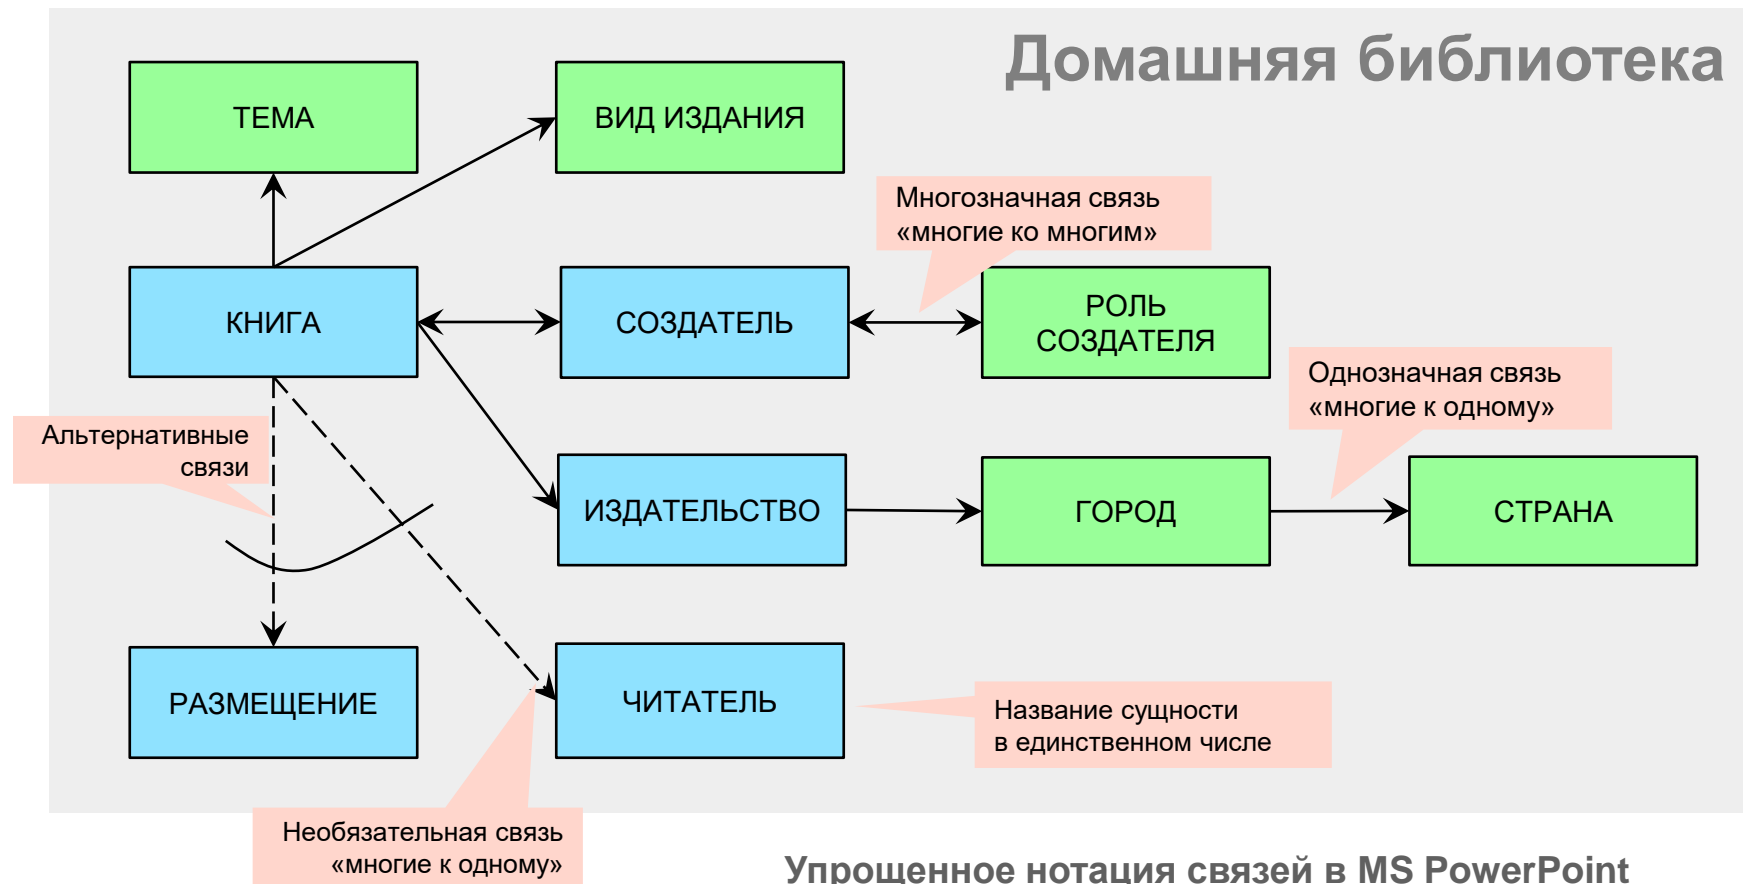 Домашняя библиотека
ТЕМА
ВИД ИЗДАНИЯ
Многозначная связь
«многие ко многим»
КНИГА
СОЗДАТЕЛЬ
РОЛЬ
СОЗДАТЕЛЯ
Однозначная связь
«многие к одному»
Альтернативные
связи
ИЗДАТЕЛЬСТВО
ГОРОД
СТРАНА
РАЗМЕЩЕНИЕ
ЧИТАТЕЛЬ
Название сущности
в единственном числе
Необязательная связь
«многие к одному»
Упрощенное нотация связей в MS PowerPoint